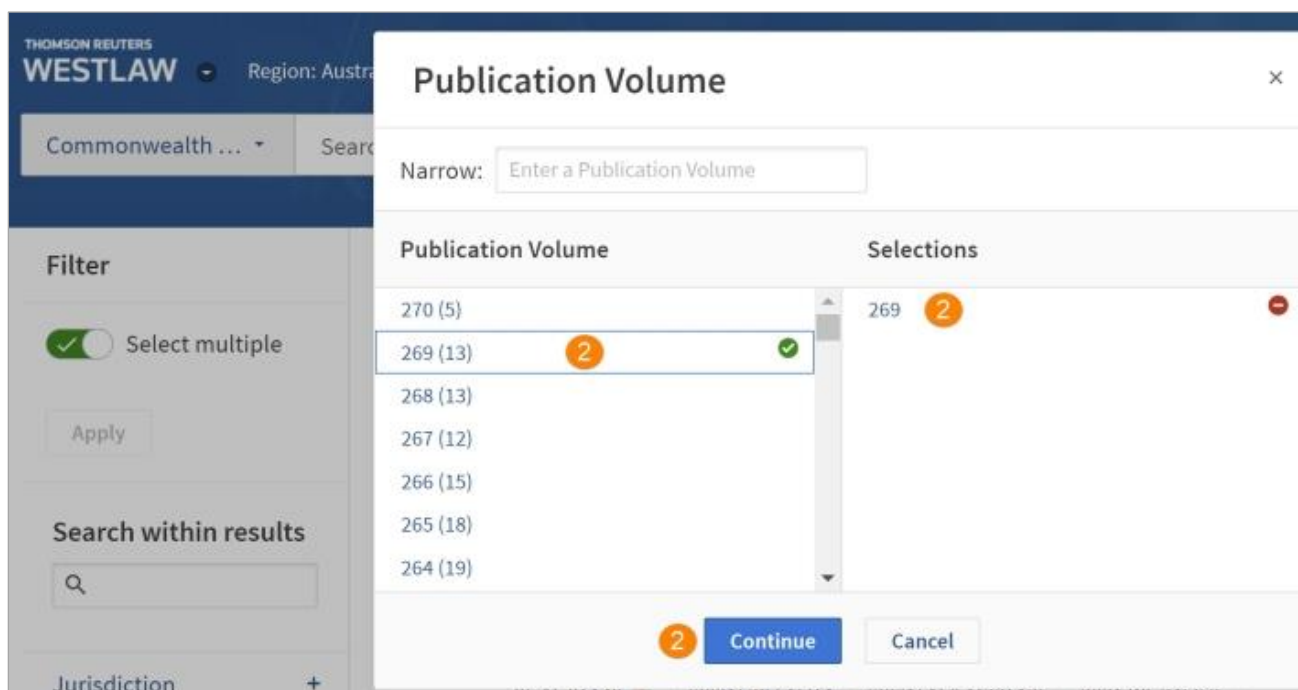 THOMSON REUTERS
WESTLAW
Region: Austra
Commonwealth ...
Searc
Filter
Select multiple
Apply
Search within results
Jurisdiction +
Publication Volume
×
Narrow: Enter a Publication Volume
Publication Volume
Selections
270 (5)
269 (13) 2
268 (13)
267 (12)
266 (15)
265 (18)
264 (19)
269 2
2 Continue
Cancel